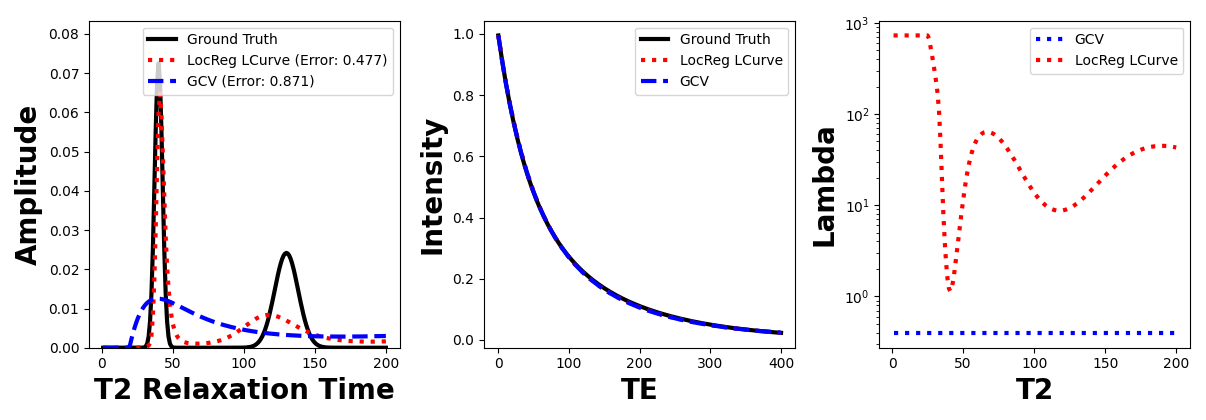 Amplitude
0.08
0.07
0.06
0.05
0.04
0.03
0.02
0.01
0.00
Ground Truth
LocReg LCurve (Error: 0.477)
GCV (Error: 0.871)
0 50 100 150 200
T2 Relaxation Time
Intensity
1.0
0.8
0.6
0.4
0.2
0.0
Ground Truth
LocReg LCurve
GCV
0 100 200 300 400
TE
Lambda
10³
10²
10¹
10⁰
GCV
LocReg LCurve
0 50 100 150 200
T2